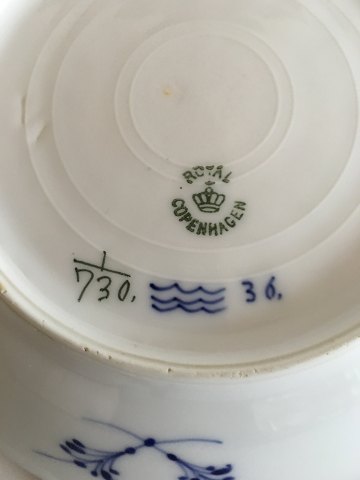 ROYAL
COPENHAGEN
1
730. 36.